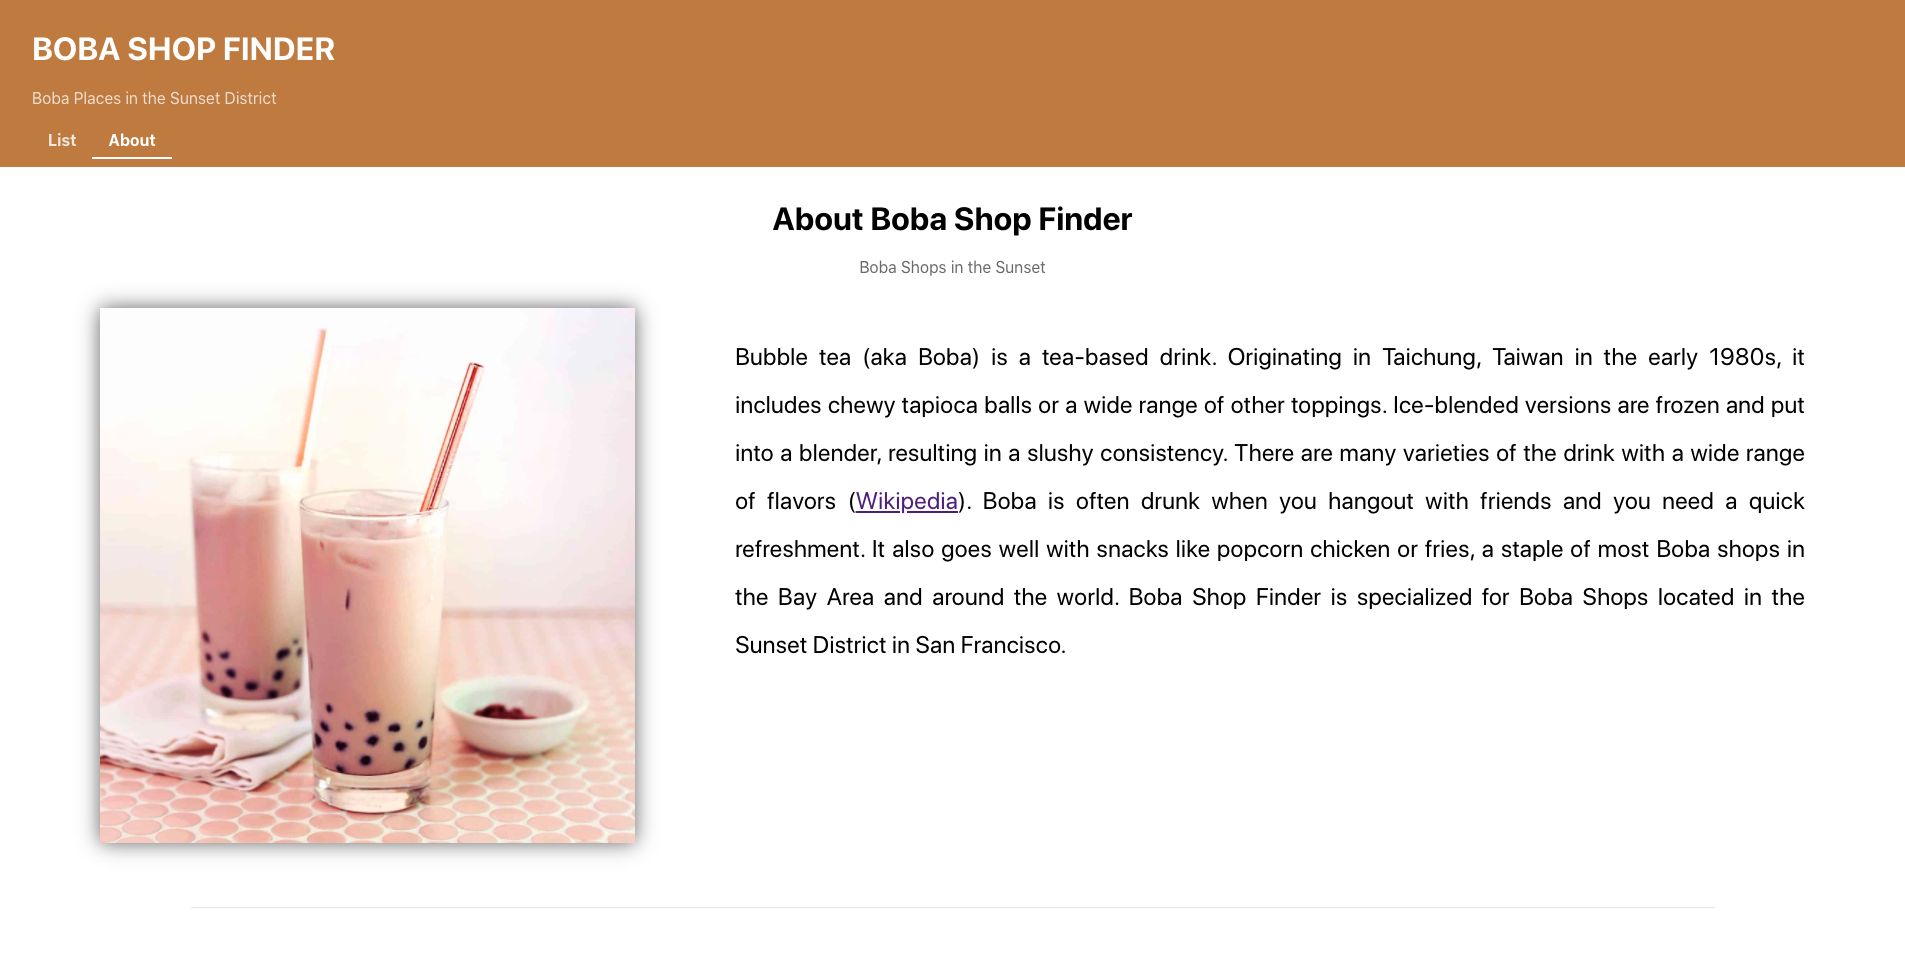 BOBA SHOP FINDER
Boba Places in the Sunset District
List About
About Boba Shop Finder
Boba Shops in the Sunset
Bubble tea (aka Boba) is a tea-based drink. Originating in Taichung, Taiwan in the early 1980s, it
includes chewy tapioca balls or a wide range of other toppings. Ice-blended versions are frozen and put
into a blender, resulting in a slushy consistency. There are many varieties of the drink with a wide range
of flavors (Wikipedia). Boba is often drunk when you hangout with friends and you need a quick
refreshment. It also goes well with snacks like popcorn chicken or fries, a staple of most Boba shops in
the Bay Area and around the world. Boba Shop Finder is specialized for Boba Shops located in the
Sunset District in San Francisco.